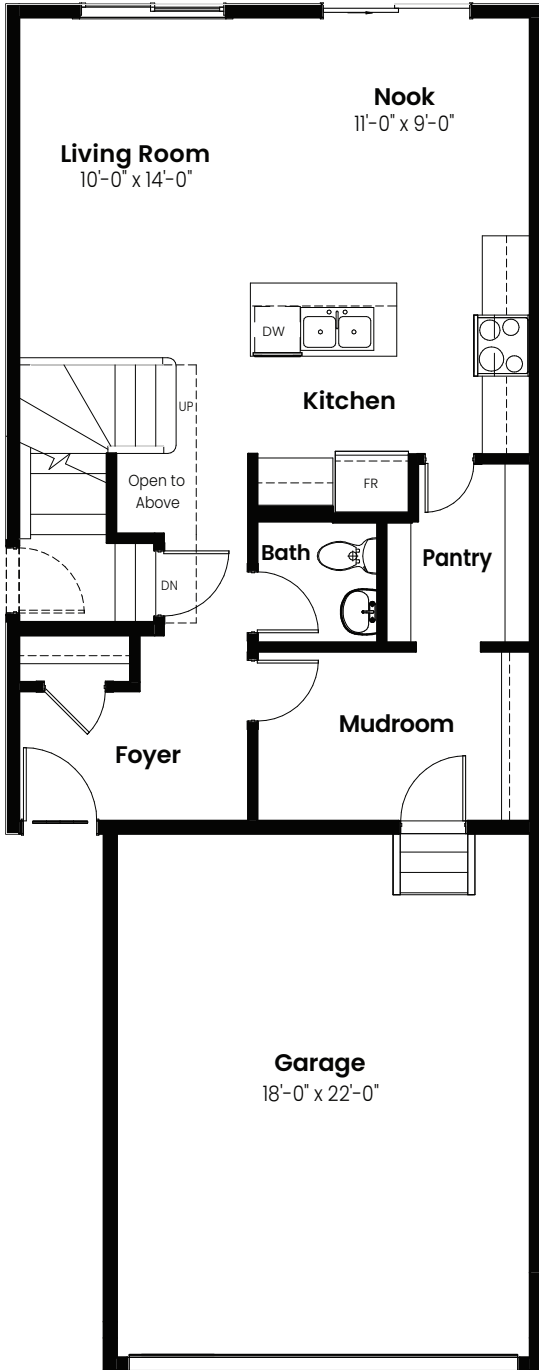 Nook
11'-0" x 9'-0"
Living Room
10'-0" x 14'-0"
DW
Kitchen
UP
FR
Open to
Above
Bath
Pantry
DN
Mudroom
Foyer
Garage
18'-0" x 22'-0"